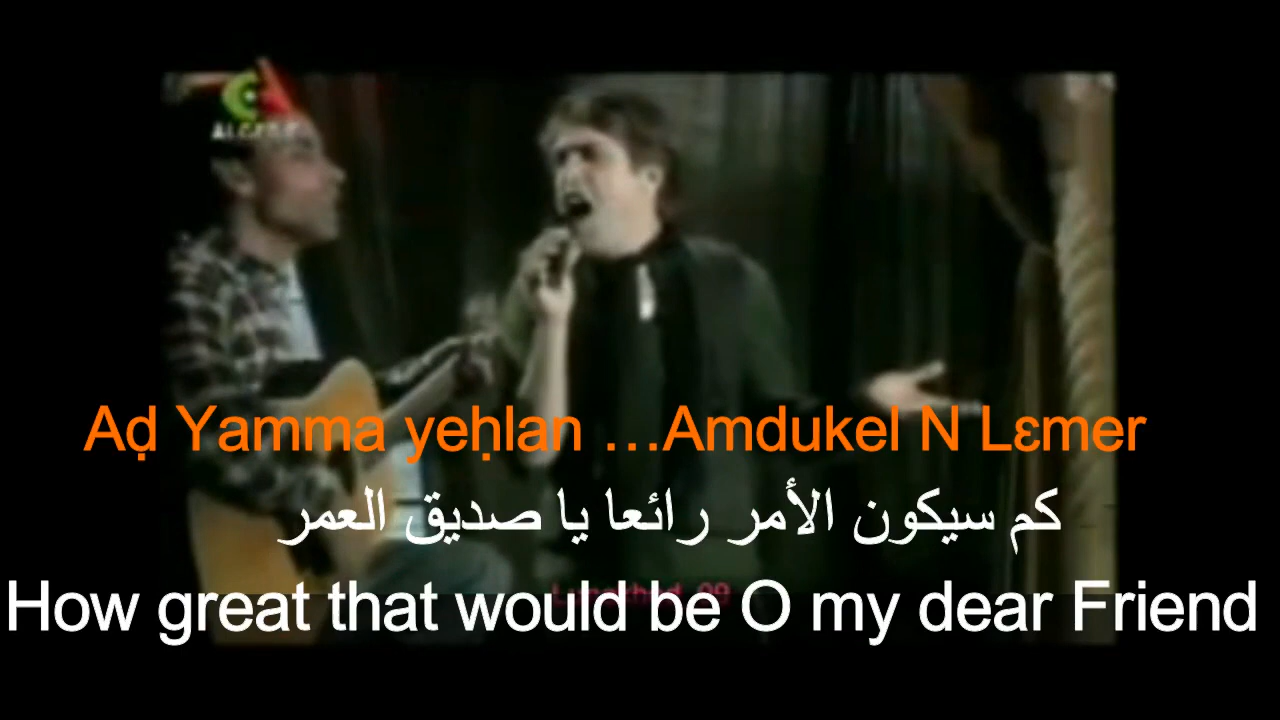 ALGERIE
Aḍ Yamma yeḥlan ...Amdukel N Lɛmer
كم سيكون الأمر رائعا يا صديق العمر
How great that would be O my dear Friend